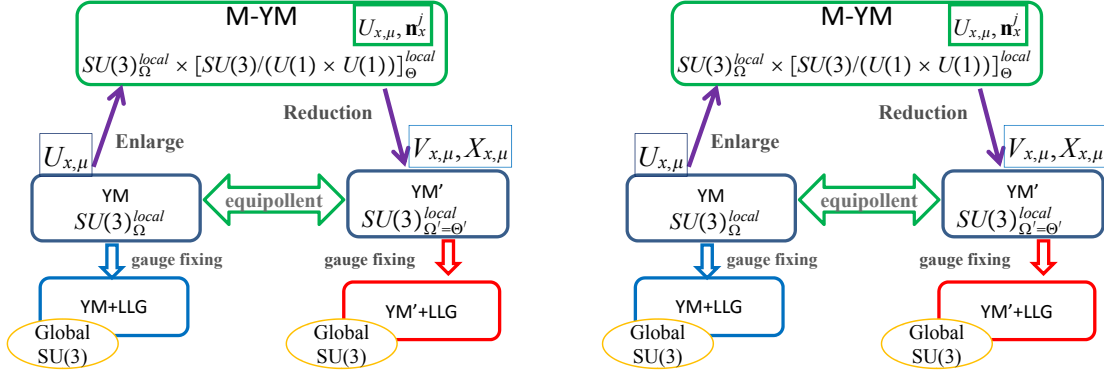 M-YM
U_{x,μ}, n_x^j
SU(3)_Ω^{local} × [SU(3)/(U(1) × U(1))]_Θ^{local}
Reduction
Enlarge
U_{x,μ}
V_{x,μ}, X_{x,μ}
YM
SU(3)_Ω^{local}
equipollent
YM’
SU(3)_{Ω'=Θ'}^{local}
gauge fixing
gauge fixing
YM+LLG
YM’+LLG
Global
SU(3)
Global
SU(3)
M-YM
U_{x,μ}, n_x^j
SU(3)_Ω^{local} × [SU(3)/(U(1) × U(1))]_Θ^{local}
Reduction
Enlarge
U_{x,μ}
V_{x,μ}, X_{x,μ}
YM
SU(3)_Ω^{local}
equipollent
YM’
SU(3)_{Ω'=Θ'}^{local}
gauge fixing
gauge fixing
YM+LLG
YM’+LLG
Global
SU(3)
Global
SU(3)